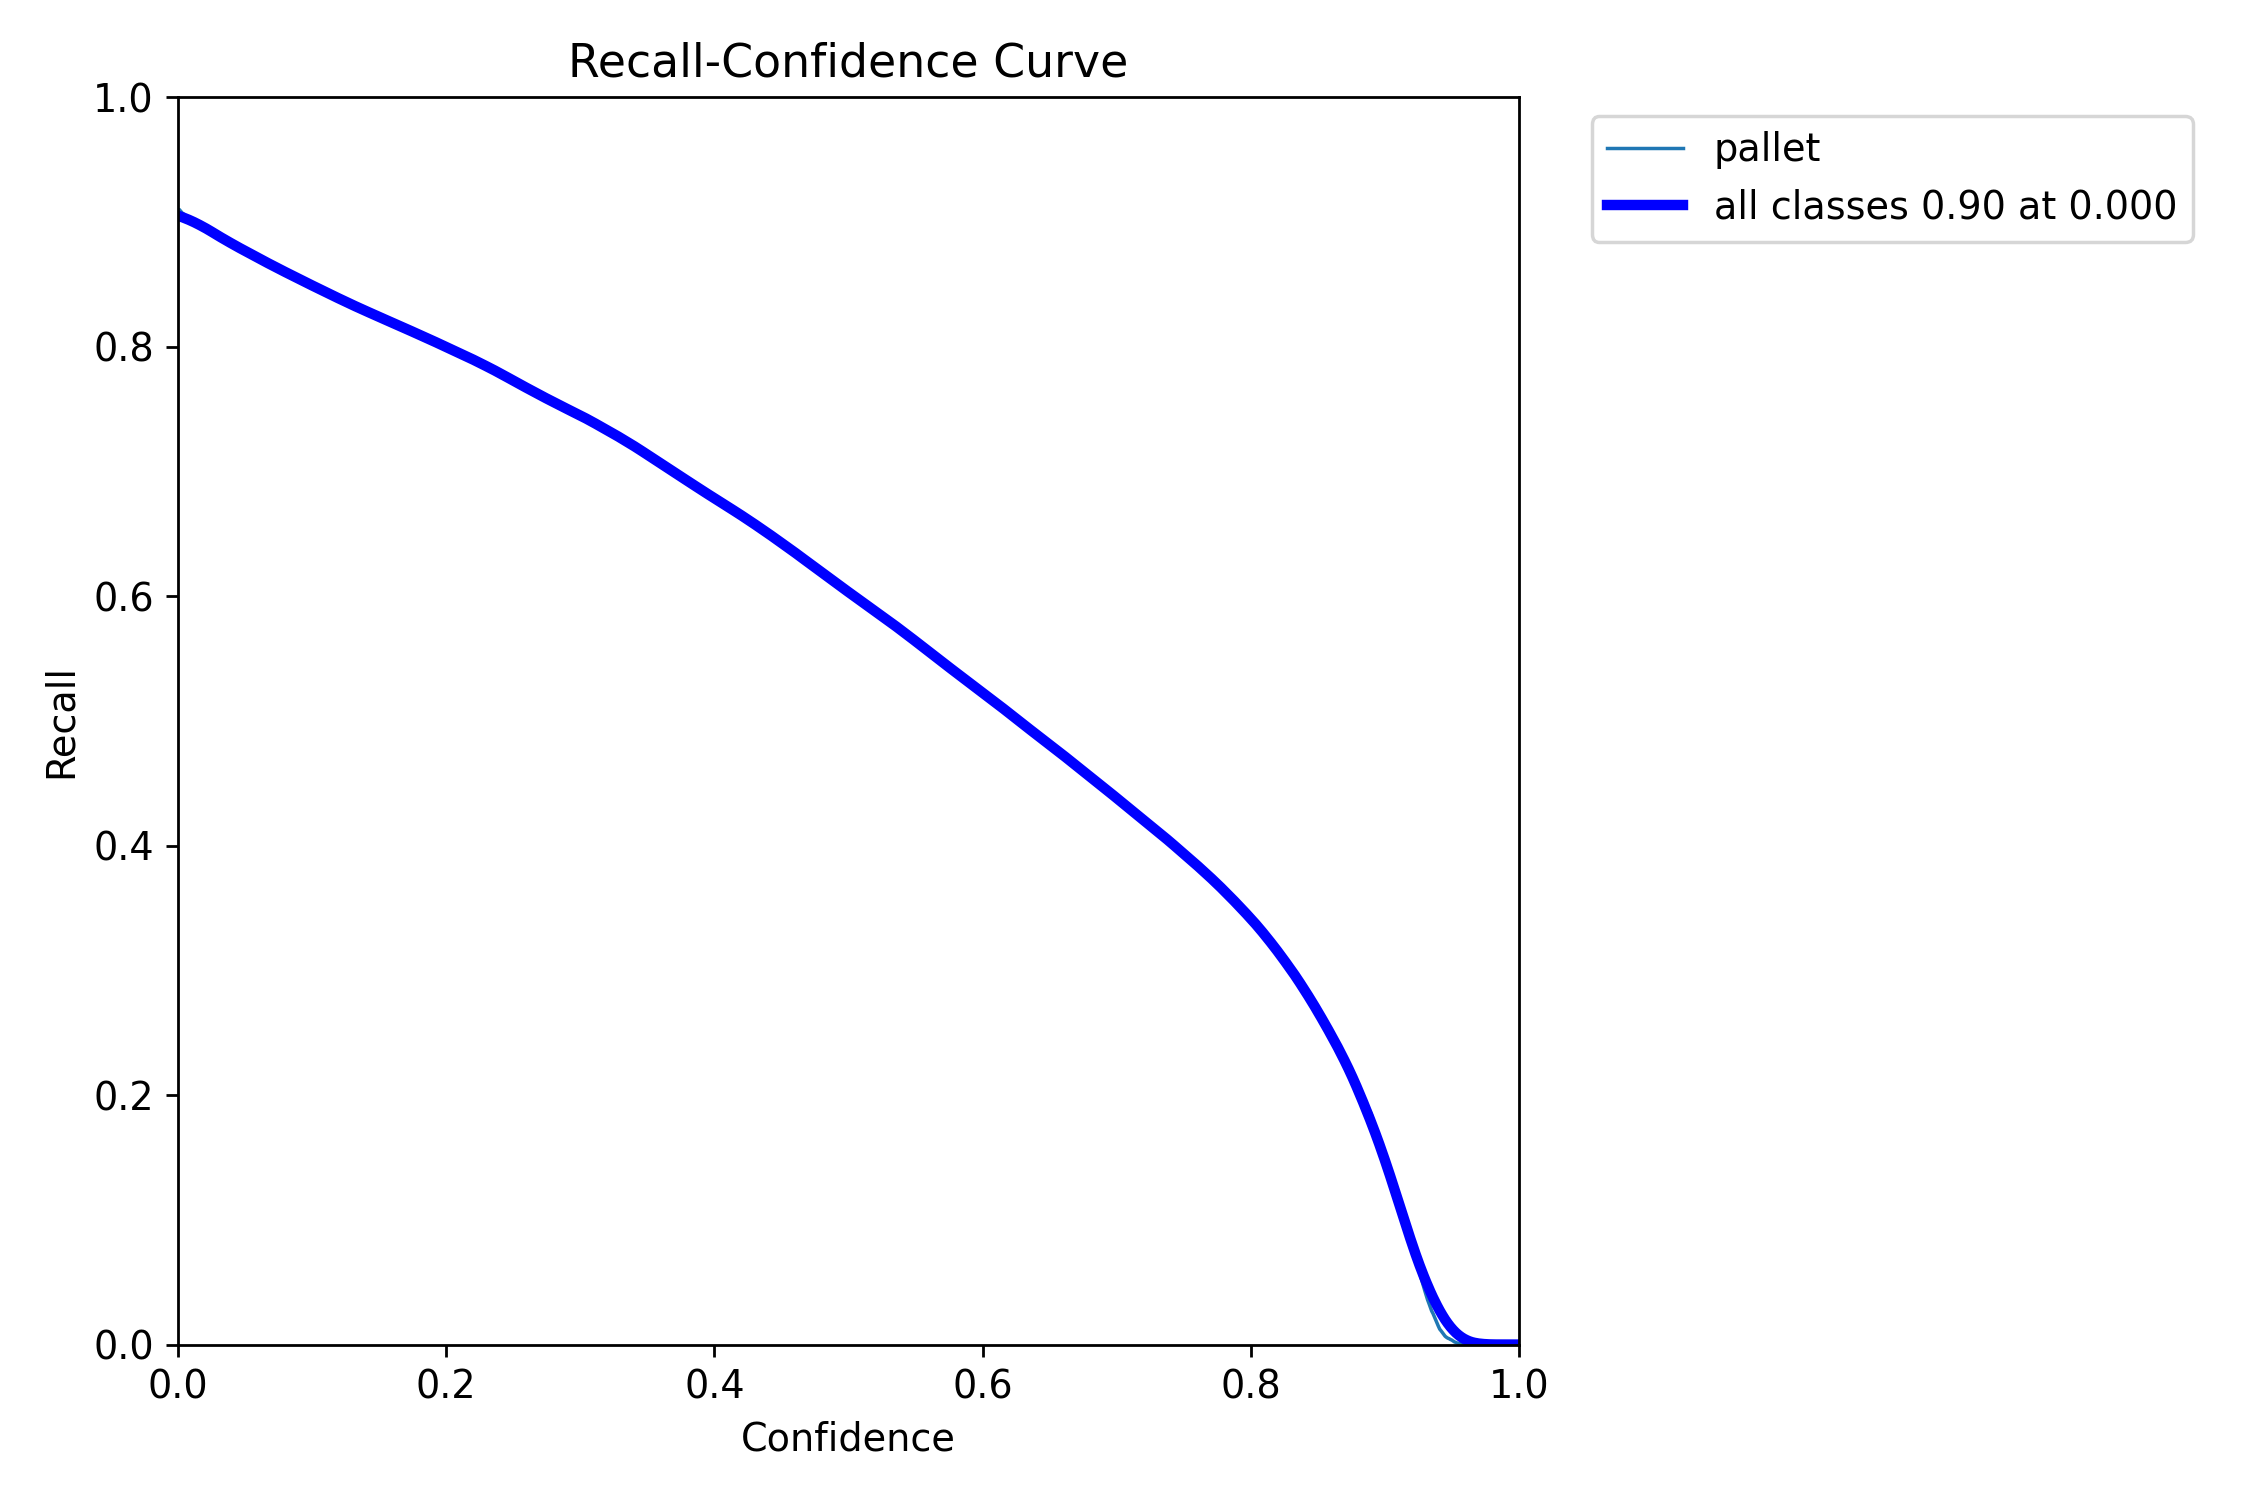 Recall-Confidence Curve
1.0
0.8
0.6
0.4
0.2
0.0
Recall
0.0 0.2 0.4 0.6 0.8 1.0
Confidence
pallet
all classes 0.90 at 0.000